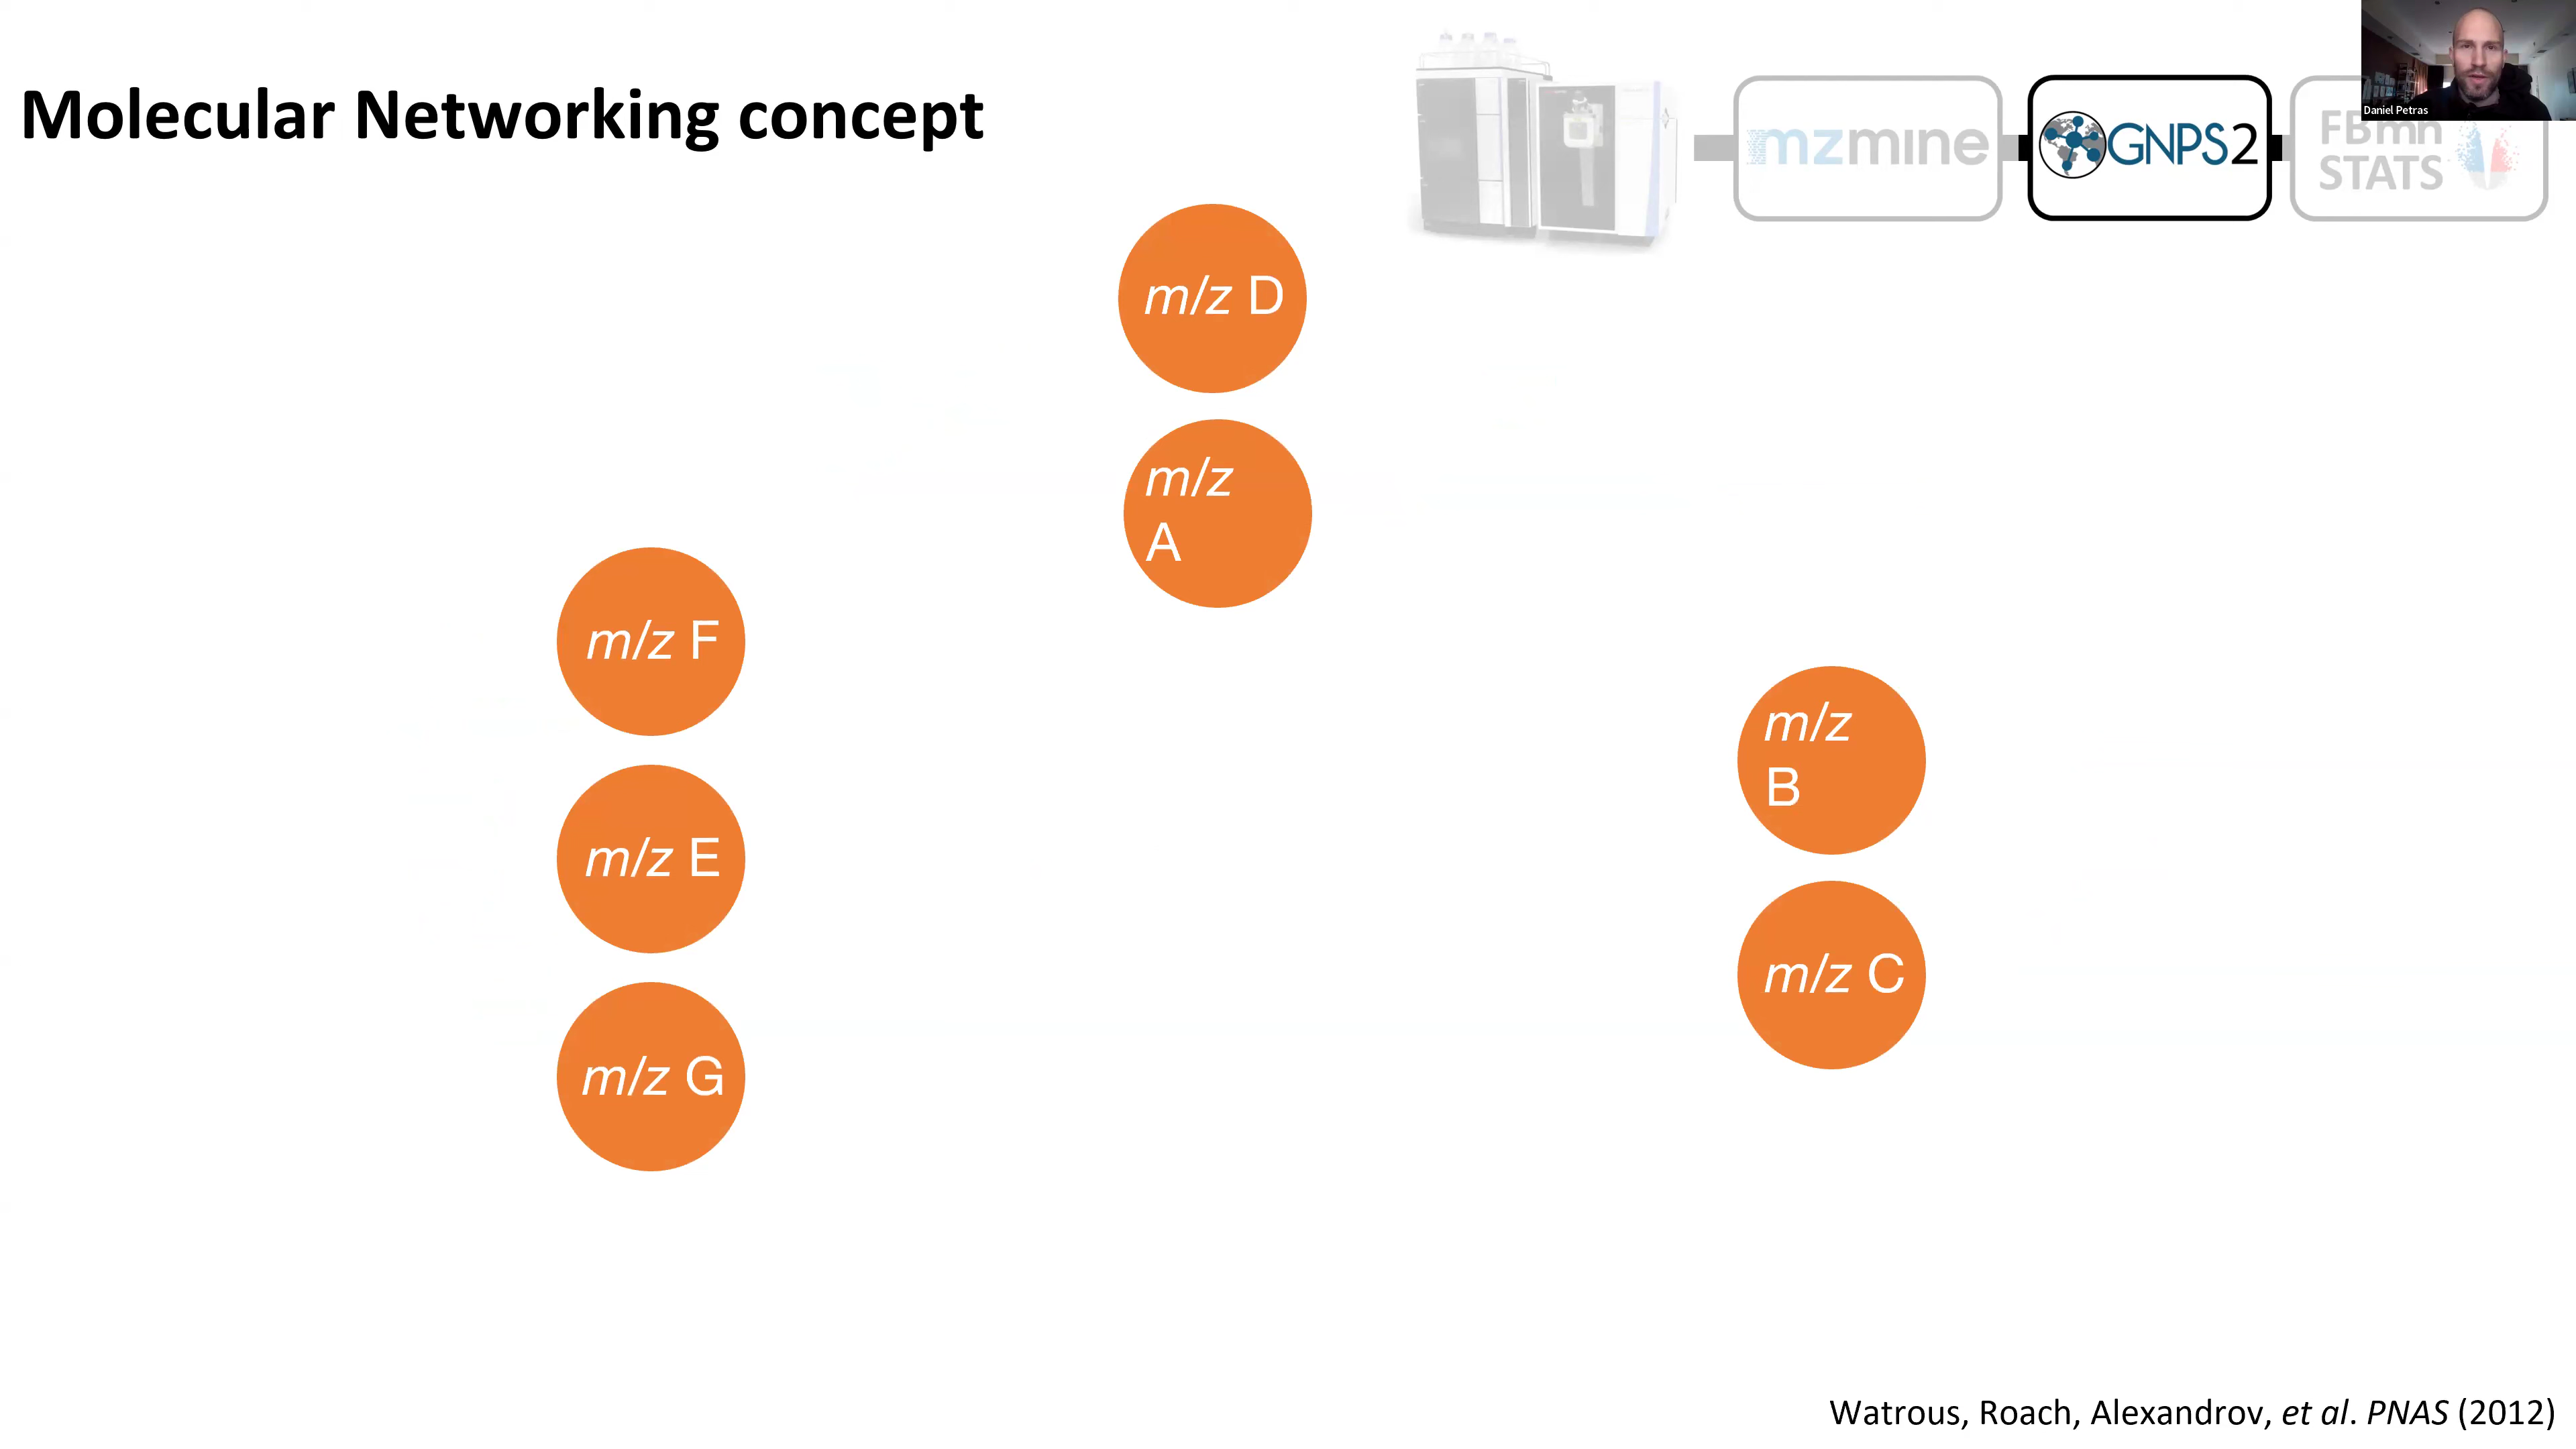 Daniel Petras
Molecular Networking concept
mzmine
GNPS2
FBmn
STATS
m/z D
m/z
A
m/z F
m/z
B
m/z E
m/z C
m/z G
Watrous, Roach, Alexandrov, et al. PNAS (2012)